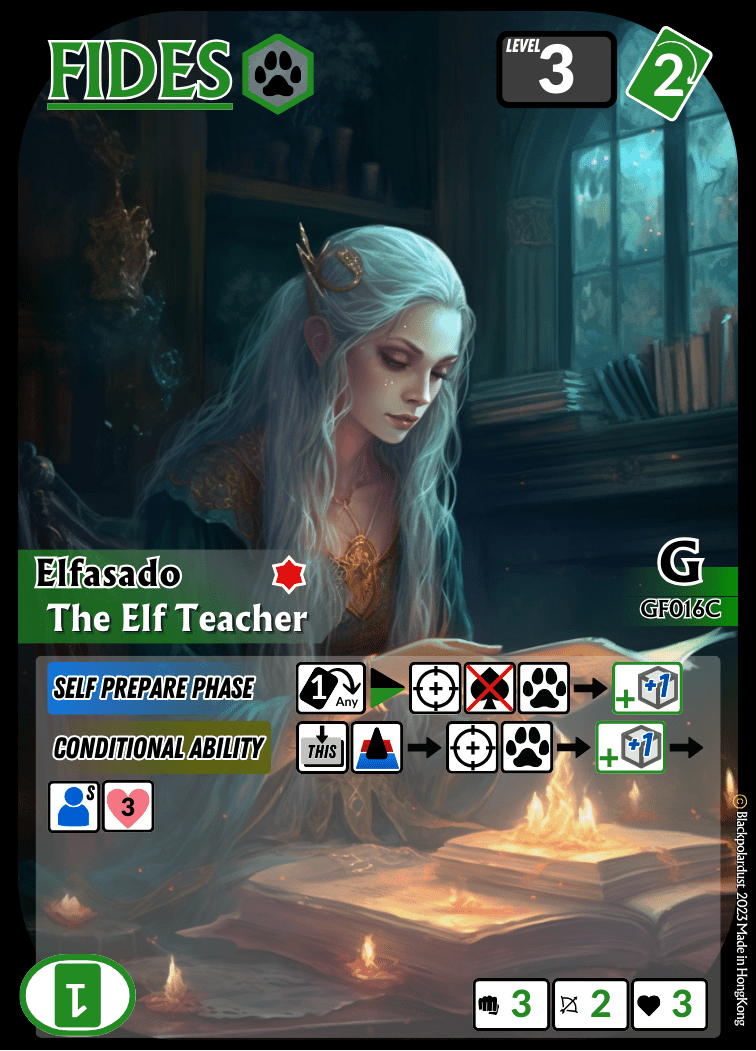 FIDES
LEVEL 3
2
Elfasado
The Elf Teacher
G
GF016C
SELF PREPARE PHASE 1 Any + +1
CONDITIONAL ABILITY THIS + +1
S 3
1
3 2 3
© Blackpolardust 2023 Made in HongKong